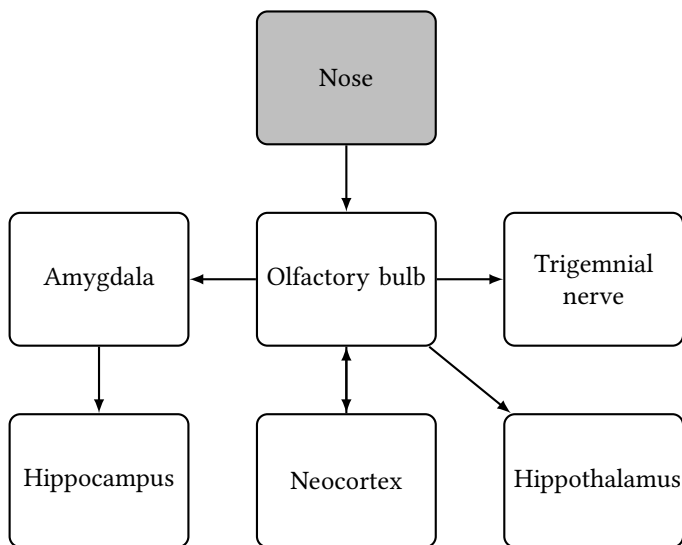 Nose
Amygdala
Olfactory bulb
Trigemnial
nerve
Hippocampus
Neocortex
Hippothalamus